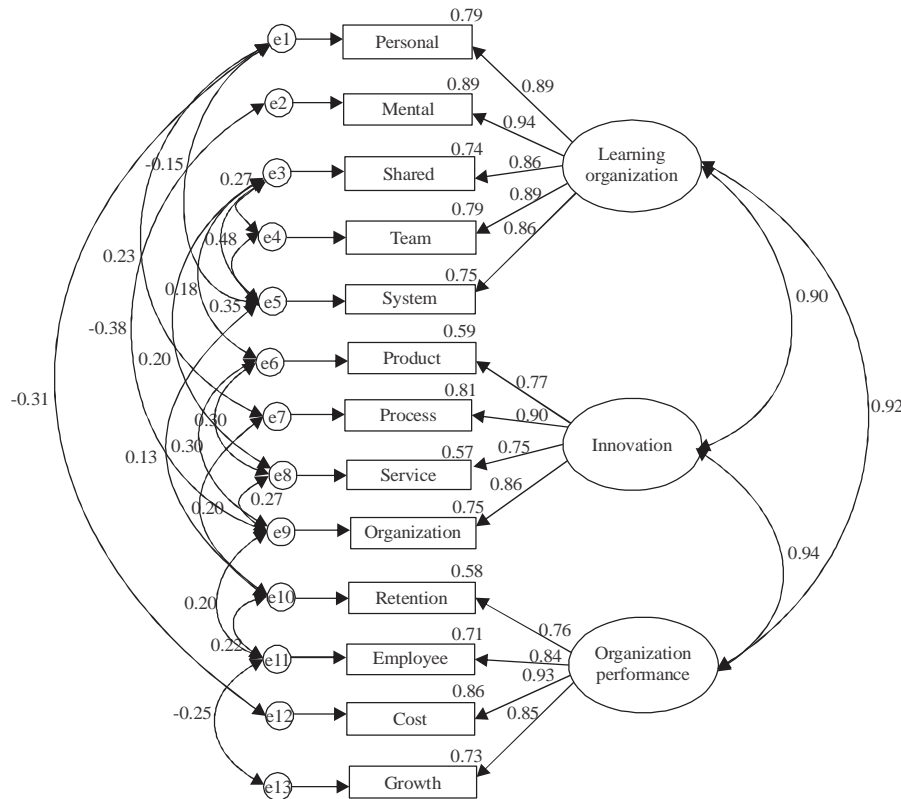 0.79
e1
Personal
0.89
0.89
e2
Mental
0.94
0.74
Learning
organization
-0.15
e3
Shared
0.86
0.27
0.79
0.89
e4
Team
0.48
0.86
0.23
0.75
0.18
0.35
e5
System
0.90
-0.38
0.59
0.20
e6
Product
0.77
-0.31
0.81
0.92
e7
Process
0.90
0.30
0.30
0.57
0.75
Innovation
0.13
e8
Service
0.86
0.27
0.75
0.20
e9
Organization
0.94
0.58
0.20
e10
Retention
0.76
0.71
0.22
e11
Employee
0.84
Organization
performance
0.93
0.86
-0.25
e12
Cost
0.85
0.73
e13
Growth